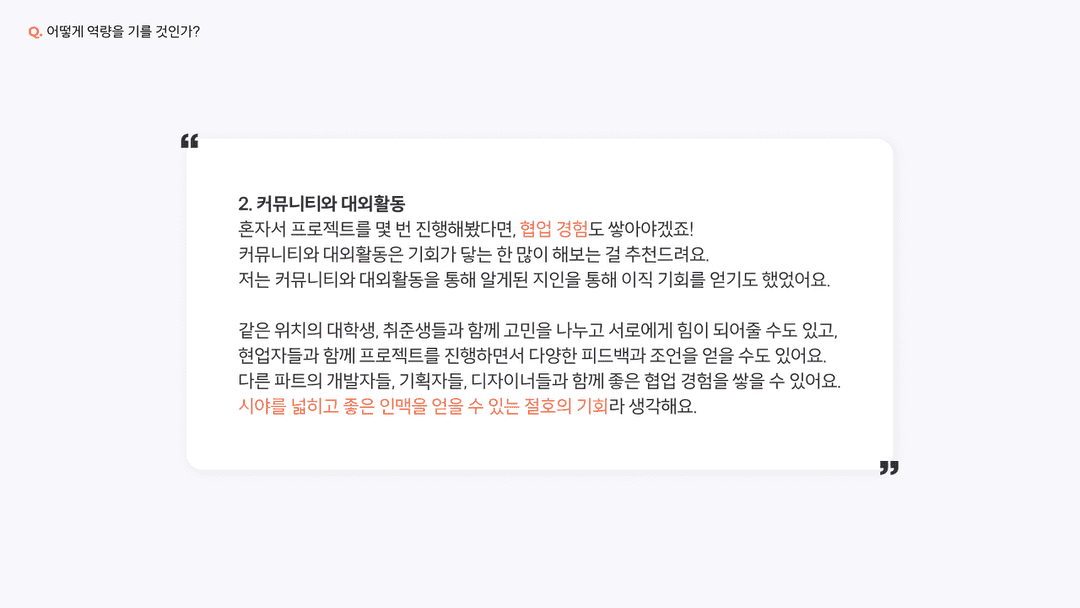 Q. 어떻게 역량을 기를 것인가?
“
2. 커뮤니티와 대외활동
혼자서 프로젝트를 몇 번 진행해봤다면, 협업 경험도 쌓아야겠죠!
커뮤니티와 대외활동은 기회가 닿는 한 많이 해보는 걸 추천드려요.
저는 커뮤니티와 대외활동을 통해 알게된 지인을 통해 이직 기회를 얻기도 했었어요.
같은 위치의 대학생, 취준생들과 함께 고민을 나누고 서로에게 힘이 되어줄 수도 있고,
현업자들과 함께 프로젝트를 진행하면서 다양한 피드백과 조언을 얻을 수도 있어요.
다른 파트의 개발자들, 기획자들, 디자이너들과 함께 좋은 협업 경험을 쌓을 수 있어요.
시야를 넓히고 좋은 인맥을 얻을 수 있는 절호의 기회라 생각해요.
”